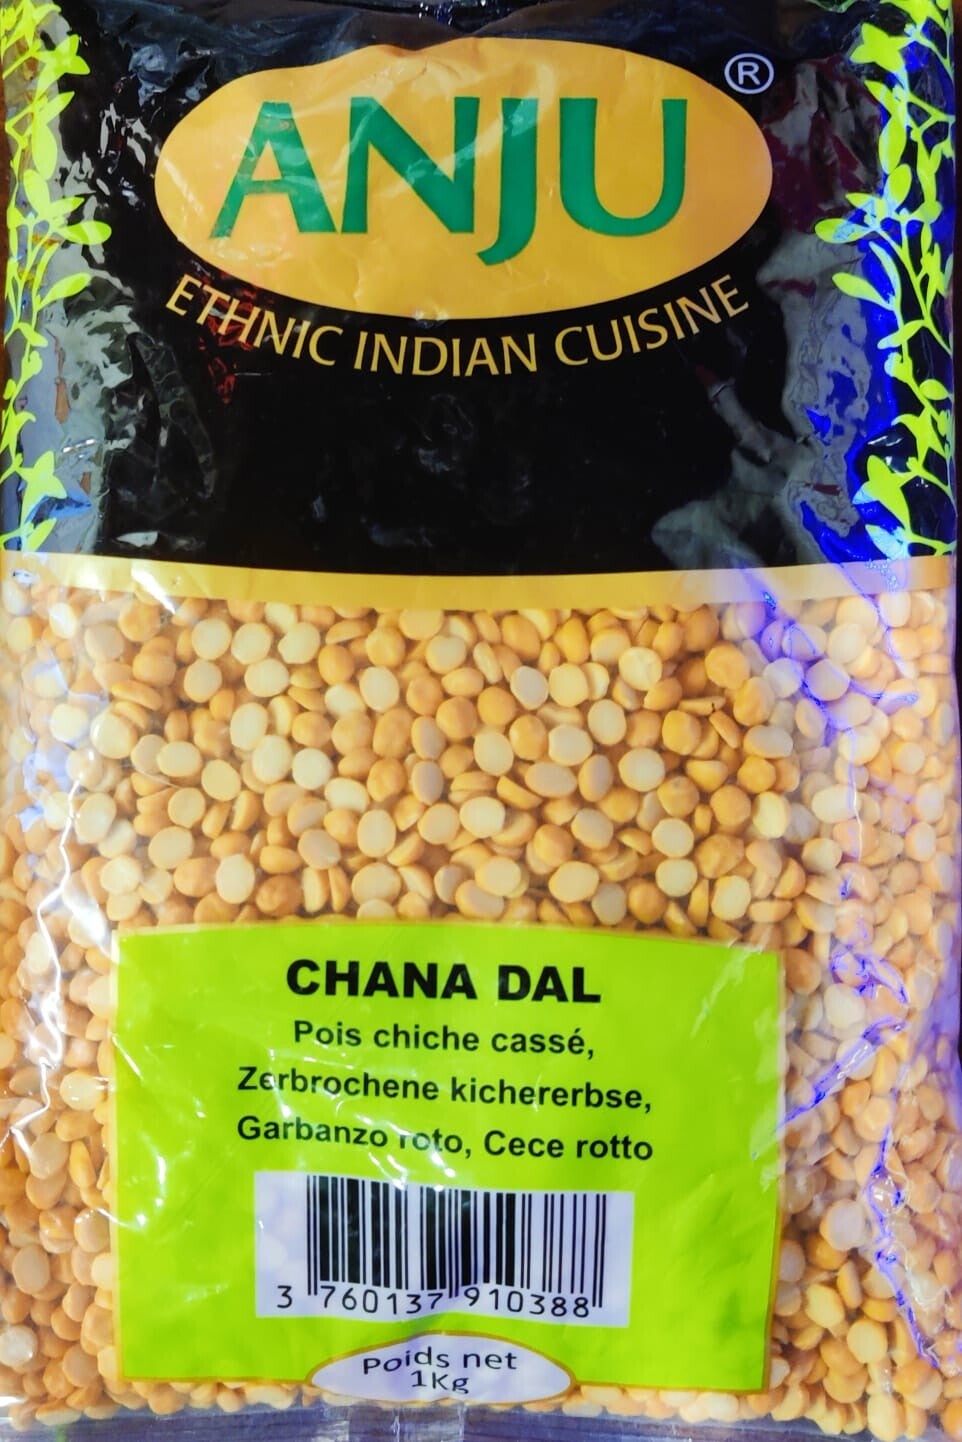 ANJU ®
ETHNIC INDIAN CUISINE
CHANA DAL
Pois chiche cassé,
Zerbrochene kichererbse,
Garbanzo roto, Cece rotto
3 760137 910388
Poids net
1Kg